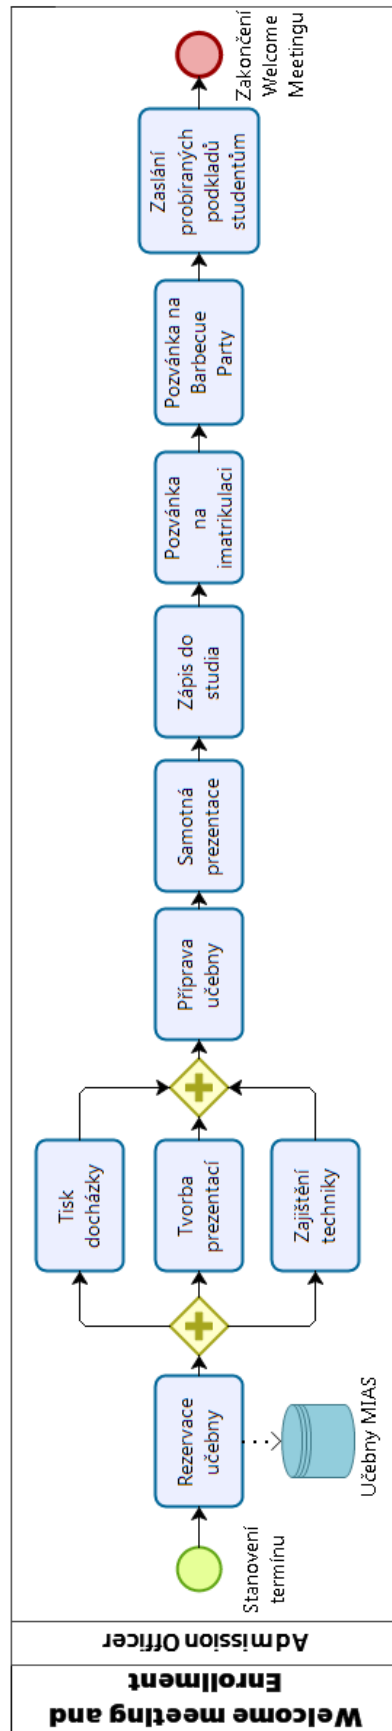 Welcome meeting and
Enrollment
Admission Officer
Stanovení
termínu
Rezervace
učebny
Učebny MIAS
Tisk
docházky
Tvorba
prezentací
Zajištění
techniky
Příprava
učebny
Samotná
prezentace
Zápis do
studia
Pozvánka
na
imatrikulaci
Pozvánka na
Barbecue
Party
Zaslání
probíraných
podkladů
studentům
Zakončení
Welcome
Meetingu